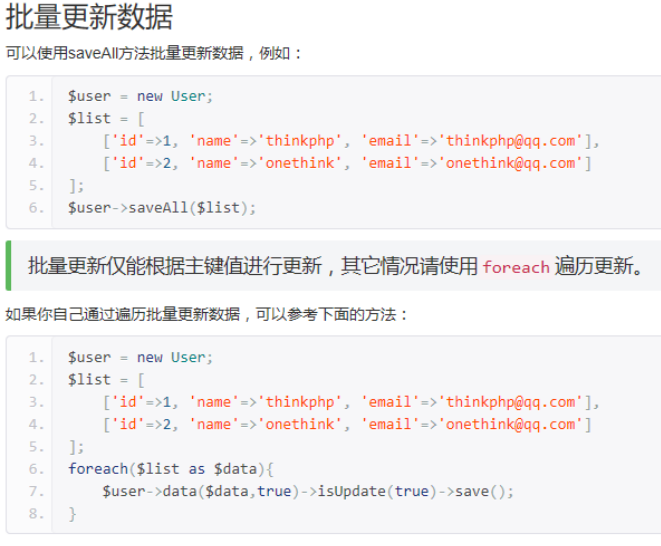 批量更新数据
可以使用saveAll方法批量更新数据，例如：
1. $user = new User;
2. $list = [
3. ['id'=>1, 'name'=>'thinkphp', 'email'=>'thinkphp@qq.com'],
4. ['id'=>2, 'name'=>'onethink', 'email'=>'onethink@qq.com']
5. ];
6. $user->saveAll($list);
批量更新仅能根据主键值进行更新，其它情况请使用 foreach 遍历更新。
如果你自己通过遍历批量更新数据，可以参考下面的方法：
1. $user = new User;
2. $list = [
3. ['id'=>1, 'name'=>'thinkphp', 'email'=>'thinkphp@qq.com'],
4. ['id'=>2, 'name'=>'onethink', 'email'=>'onethink@qq.com']
5. ];
6. foreach($list as $data){
7. $user->data($data,true)->isUpdate(true)->save();
8. }